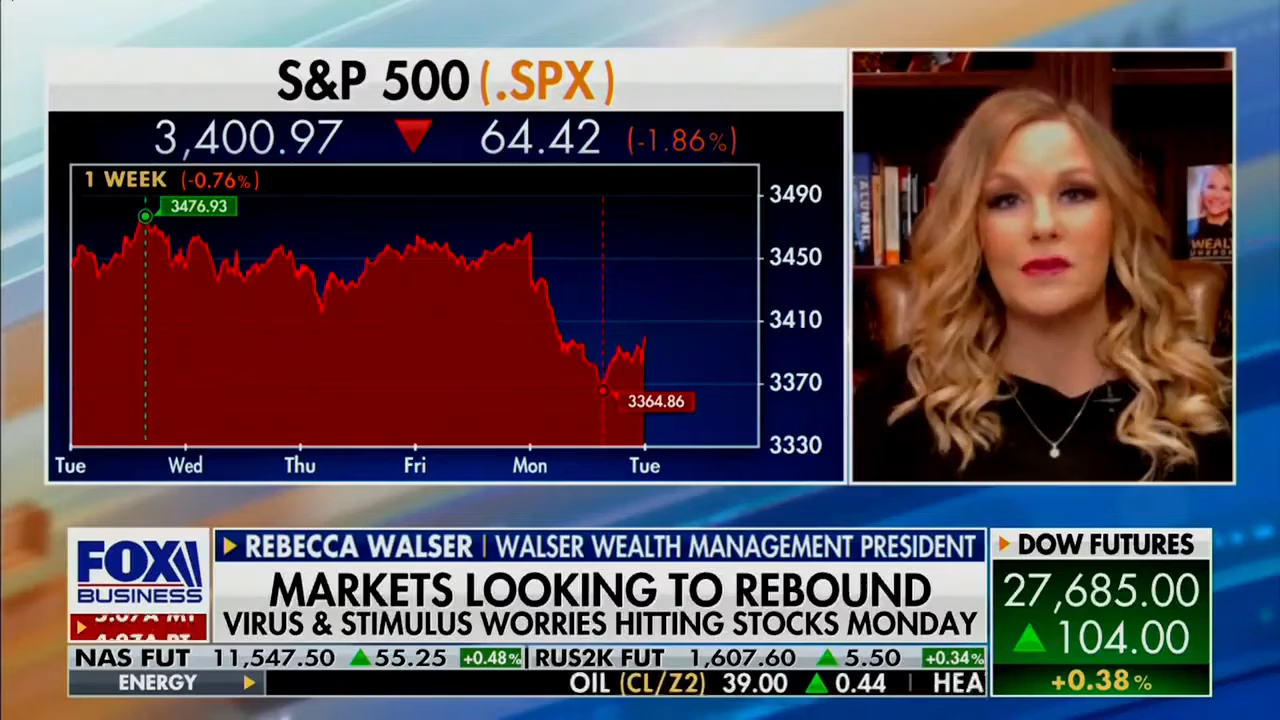 S&P 500 (.SPX)
3,400.97 ▼ 64.42 (-1.86%)
1 WEEK (-0.76%)
3476.93
3490
3450
3410
3370
3330
3364.86
Tue Wed Thu Fri Mon Tue
ALUMNI
WEALTH
FOX
BUSINESS
REBECCA WALSER | WALSER WEALTH MANAGEMENT PRESIDENT
MARKETS LOOKING TO REBOUND
VIRUS & STIMULUS WORRIES HITTING STOCKS MONDAY
DOW FUTURES
27,685.00
▲ 104.00
+0.38%
NAS FUT 11,547.50 ▲ 55.25 +0.48% RUS2K FUT 1,607.60 ▲ 5.50 +0.34%
ENERGY OIL (CL/Z2) 39.00 ▲ 0.44 | HEA